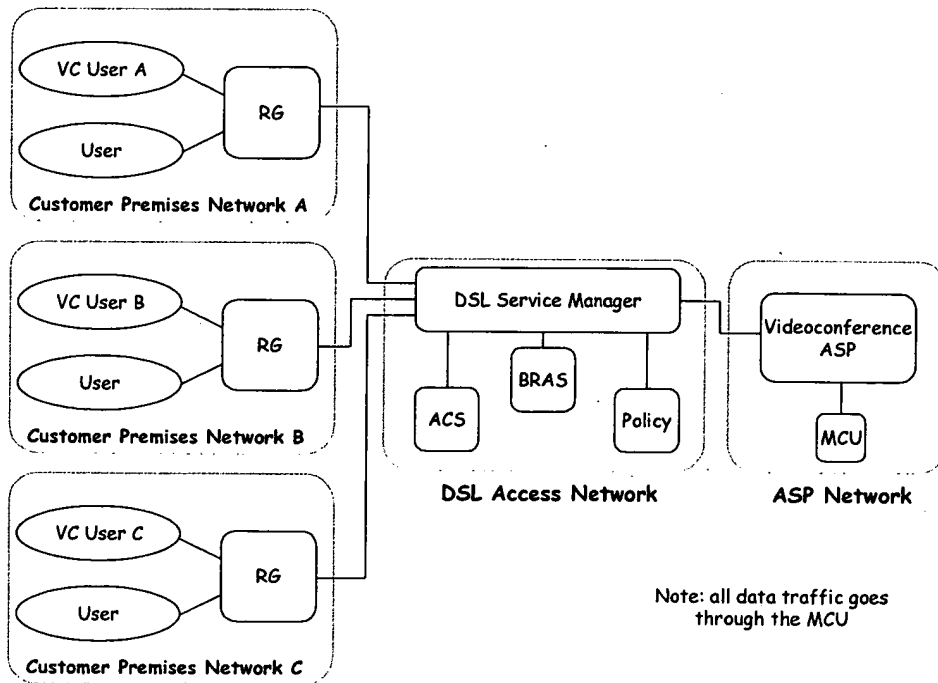 VC User A
RG
User
Customer Premises Network A
VC User B
RG
User
Customer Premises Network B
VC User C
RG
User
Customer Premises Network C
DSL Service Manager
ACS
BRAS
Policy
DSL Access Network
Videoconference
ASP
MCU
ASP Network
Note: all data traffic goes
through the MCU